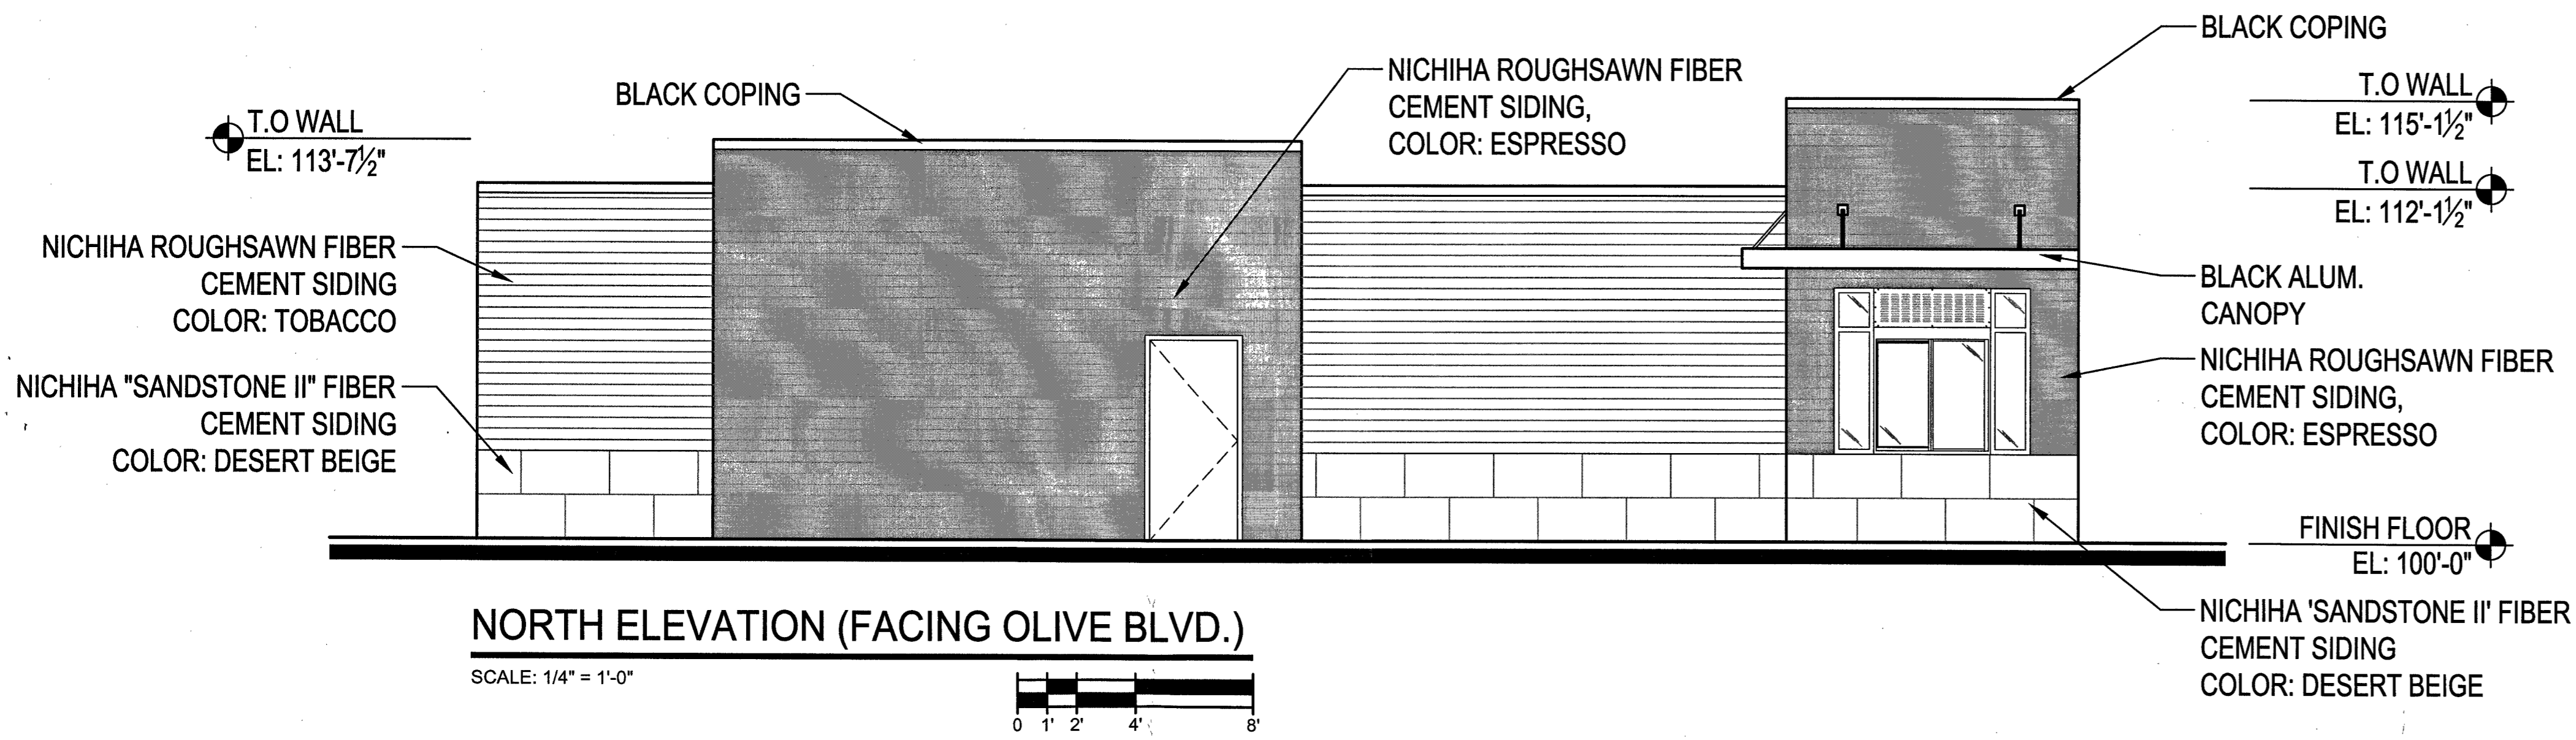 BLACK COPING
NICHIHA ROUGHSAWN FIBER
CEMENT SIDING,
COLOR: ESPRESSO
BLACK COPING
T.O WALL
EL: 113'-7½"
T.O WALL
EL: 115'-1½"
T.O WALL
EL: 112'-1½"
NICHIHA ROUGHSAWN FIBER
CEMENT SIDING
COLOR: TOBACCO
BLACK ALUM.
CANOPY
NICHIHA "SANDSTONE II" FIBER
CEMENT SIDING
COLOR: DESERT BEIGE
NICHIHA ROUGHSAWN FIBER
CEMENT SIDING,
COLOR: ESPRESSO
FINISH FLOOR
EL: 100'-0"
NICHIHA 'SANDSTONE II' FIBER
CEMENT SIDING
COLOR: DESERT BEIGE
NORTH ELEVATION (FACING OLIVE BLVD.)
SCALE: 1/4" = 1'-0"
0 1' 2' 4' 8'